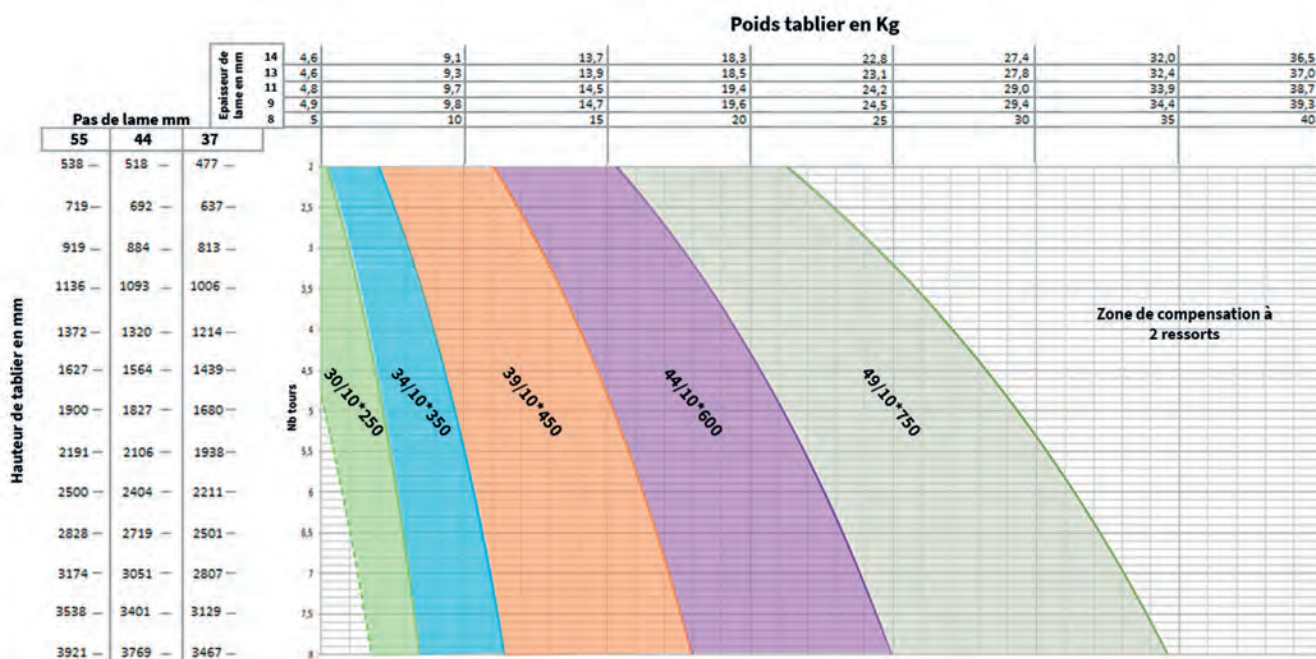 Poids tablier en Kg
Epaisseur de
lame en mm
14 4,6 9,1 13,7 18,3 22,8 27,4 32,0 36,5
13 4,6 9,3 13,9 18,5 23,1 27,8 32,4 37,0
11 4,8 9,7 14,5 19,4 24,2 29,0 33,9 38,7
9 4,9 9,8 14,7 19,6 24,5 29,4 34,4 39,3
8 5 10 15 20 25 30 35 40
Pas de lame mm
55 44 37
Hauteur de tablier en mm
538 — 518 — 477 —
719 — 692 — 637 —
919 — 884 — 813 —
1136 — 1093 — 1006 —
1372 — 1320 — 1214 —
1627 — 1564 — 1439 —
1900 — 1827 — 1680 —
2191 — 2106 — 1938 —
2500 — 2404 — 2211 —
2828 — 2719 — 2501 —
3174 — 3051 — 2807 —
3538 — 3401 — 3129 —
3921 — 3769 — 3467 —
Nb tours
2
2,5
3
3,5
4
4,5
5
5,5
6
6,5
7
7,5
8
30/10*250
34/10*350
39/10*450
44/10*600
49/10*750
Zone de compensation à
2 ressorts